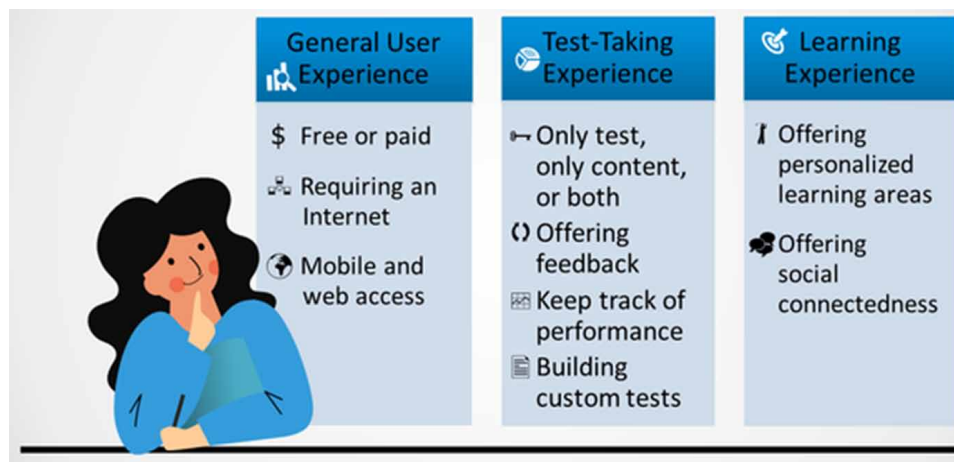 General User
Experience
$ Free or paid
Requiring an
Internet
Mobile and
web access
Test-Taking
Experience
Only test,
only content,
or both
Offering
feedback
Keep track of
performance
Building
custom tests
Learning
Experience
Offering
personalized
learning areas
Offering
social
connectedness